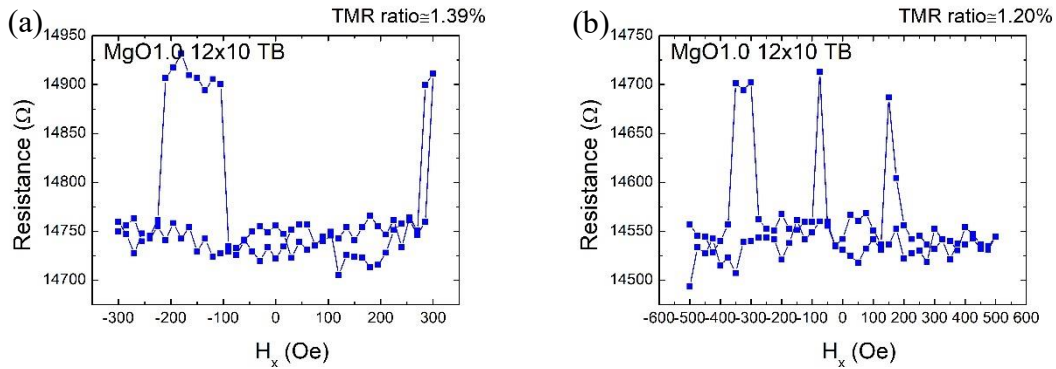 (a)
TMR ratio≅1.39%
MgO1.0 12x10 TB
Resistance (Ω)
14950
14900
14850
14800
14750
14700
-300 -200 -100 0 100 200 300
Hx (Oe)
(b)
TMR ratio≅1.20%
MgO1.0 12x10 TB
Resistance (Ω)
14750
14700
14650
14600
14550
14500
-600 -500 -400 -300 -200 -100 0 100 200 300 400 500 600
Hx (Oe)